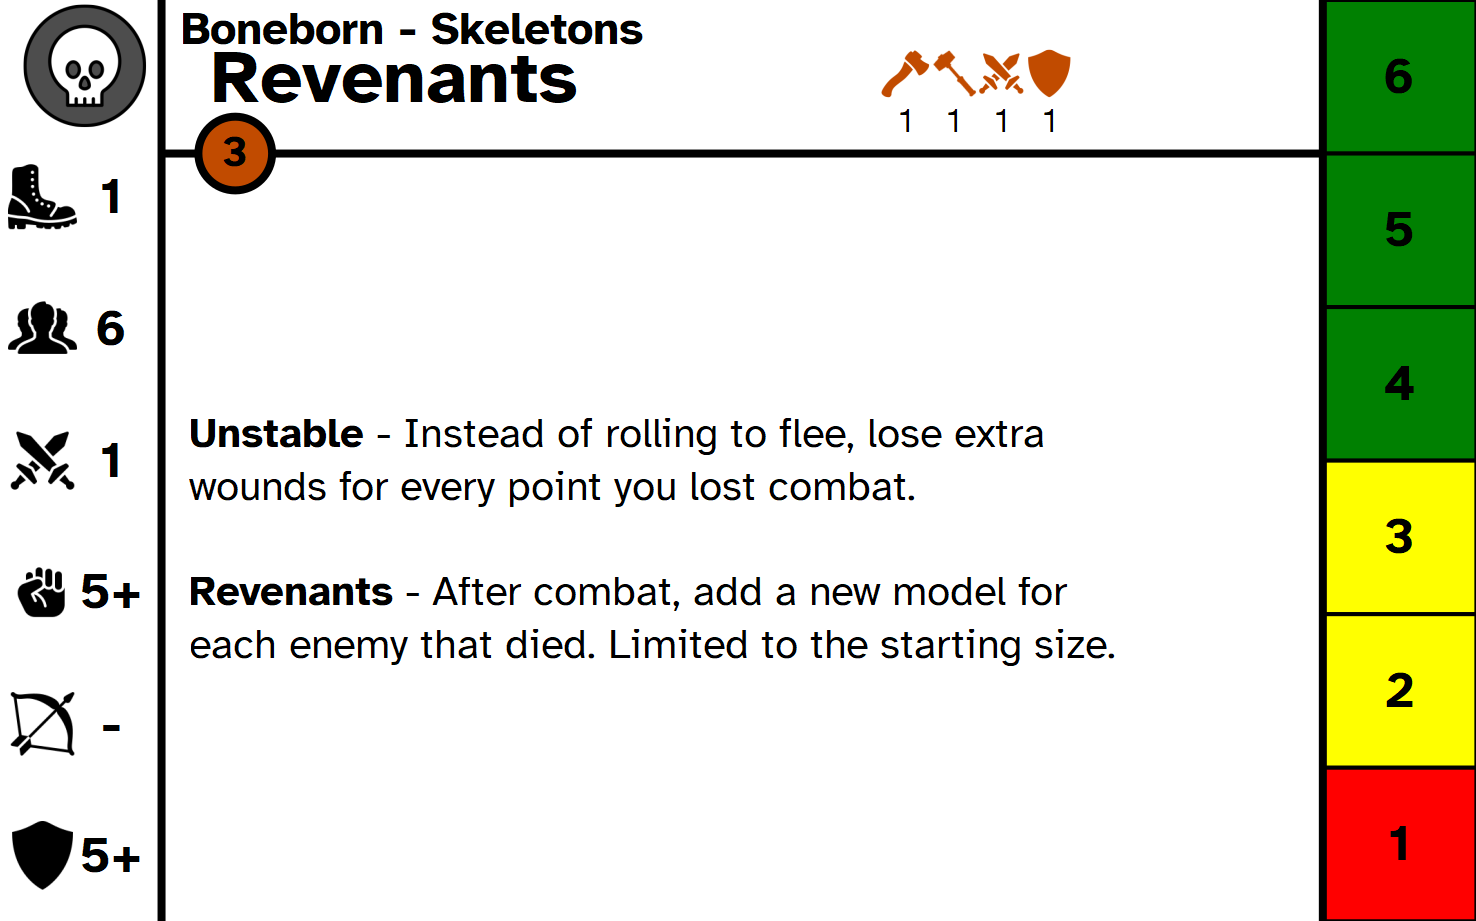 Boneborn - Skeletons
Revenants
1 1 1 1
3
1
6
1
5+
-
5+
Unstable - Instead of rolling to flee, lose extra
wounds for every point you lost combat.
Revenants - After combat, add a new model for
each enemy that died. Limited to the starting size.
6
5
4
3
2
1